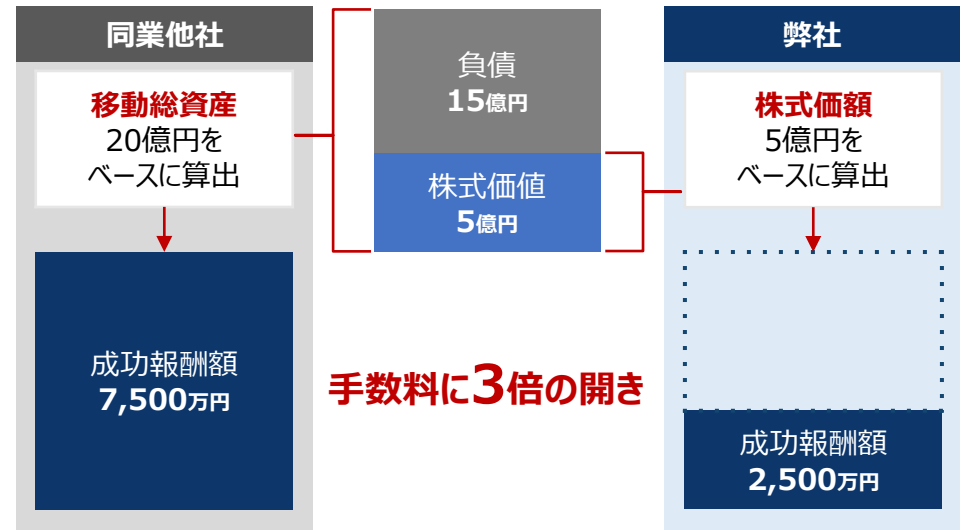 同業他社
移動総資産
20億円を
ベースに算出
成功報酬額
7,500万円
負債
15億円
株式価値
5億円
手数料に3倍の開き
弊社
株式価額
5億円を
ベースに算出
成功報酬額
2,500万円